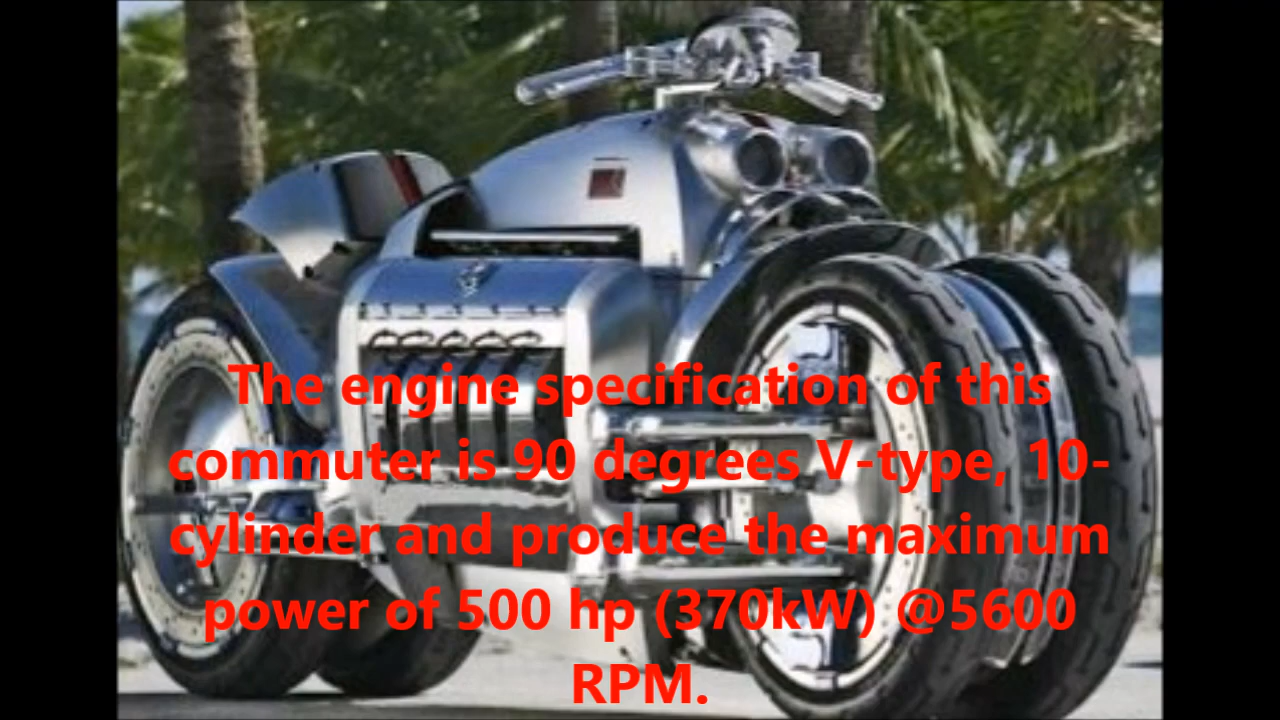 The engine specification of this
commuter is 90 degrees V-type, 10-
cylinder and produce the maximum
power of 500 hp (370kW) @5600
RPM.